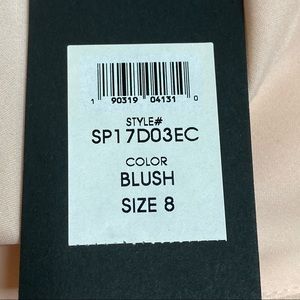 1 90319 04131 0
STYLE#
SP17D03EC
COLOR
BLUSH
SIZE 8